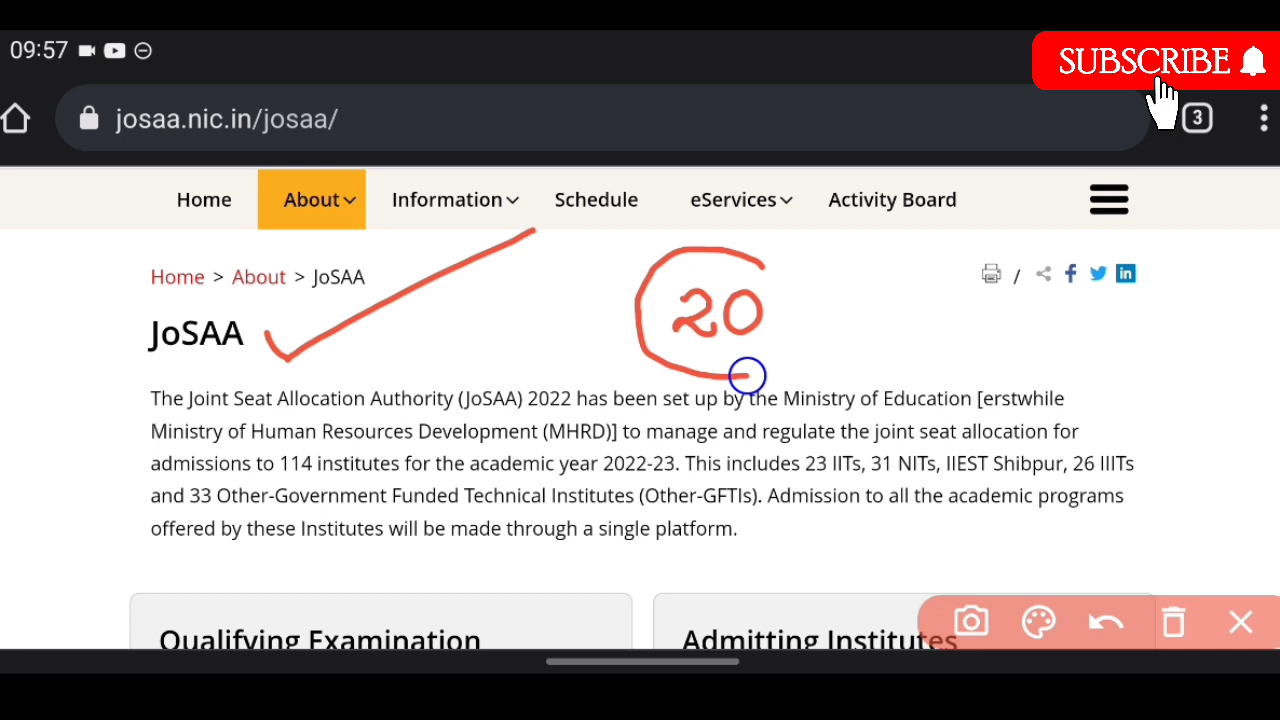 09:57
SUBSCRIBE
josaa.nic.in/josaa/
3
Home About Information Schedule eServices Activity Board
Home > About > JoSAA
/
20
JoSAA
The Joint Seat Allocation Authority (JoSAA) 2022 has been set up by the Ministry of Education [erstwhile
Ministry of Human Resources Development (MHRD)] to manage and regulate the joint seat allocation for
admissions to 114 institutes for the academic year 2022-23. This includes 23 IITs, 31 NITs, IIEST Shibpur, 26 IIITs
and 33 Other-Government Funded Technical Institutes (Other-GFTIs). Admission to all the academic programs
offered by these Institutes will be made through a single platform.
Qualifying Examination
Admitting Institutes